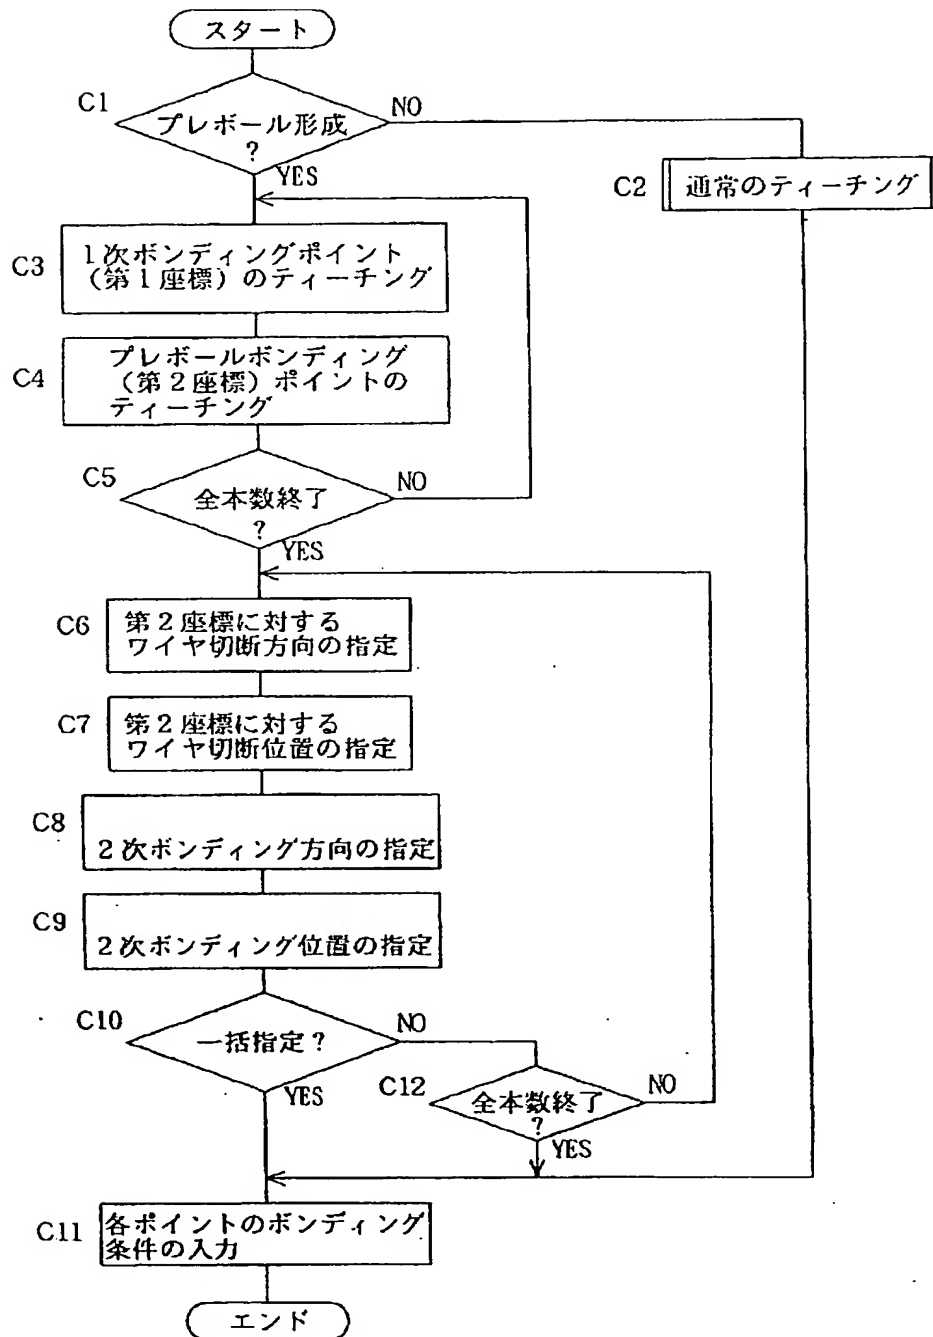 スタート
C1
プレボール形成
?
NO
YES
C2
通常のティーチング
C3
1次ボンディングポイント
(第1座標)のティーチング
C4
プレボールボンディング
(第2座標)ポイントの
ティーチング
C5
全本数終了
?
NO
YES
C6
第2座標に対する
ワイヤ切断方向の指定
C7
第2座標に対する
ワイヤ切断位置の指定
C8
2次ボンディング方向の指定
C9
2次ボンディング位置の指定
C10
一括指定?
NO
YES
C12
全本数終了
?
NO
YES
C11
各ポイントのボンディング
条件の入力
エンド